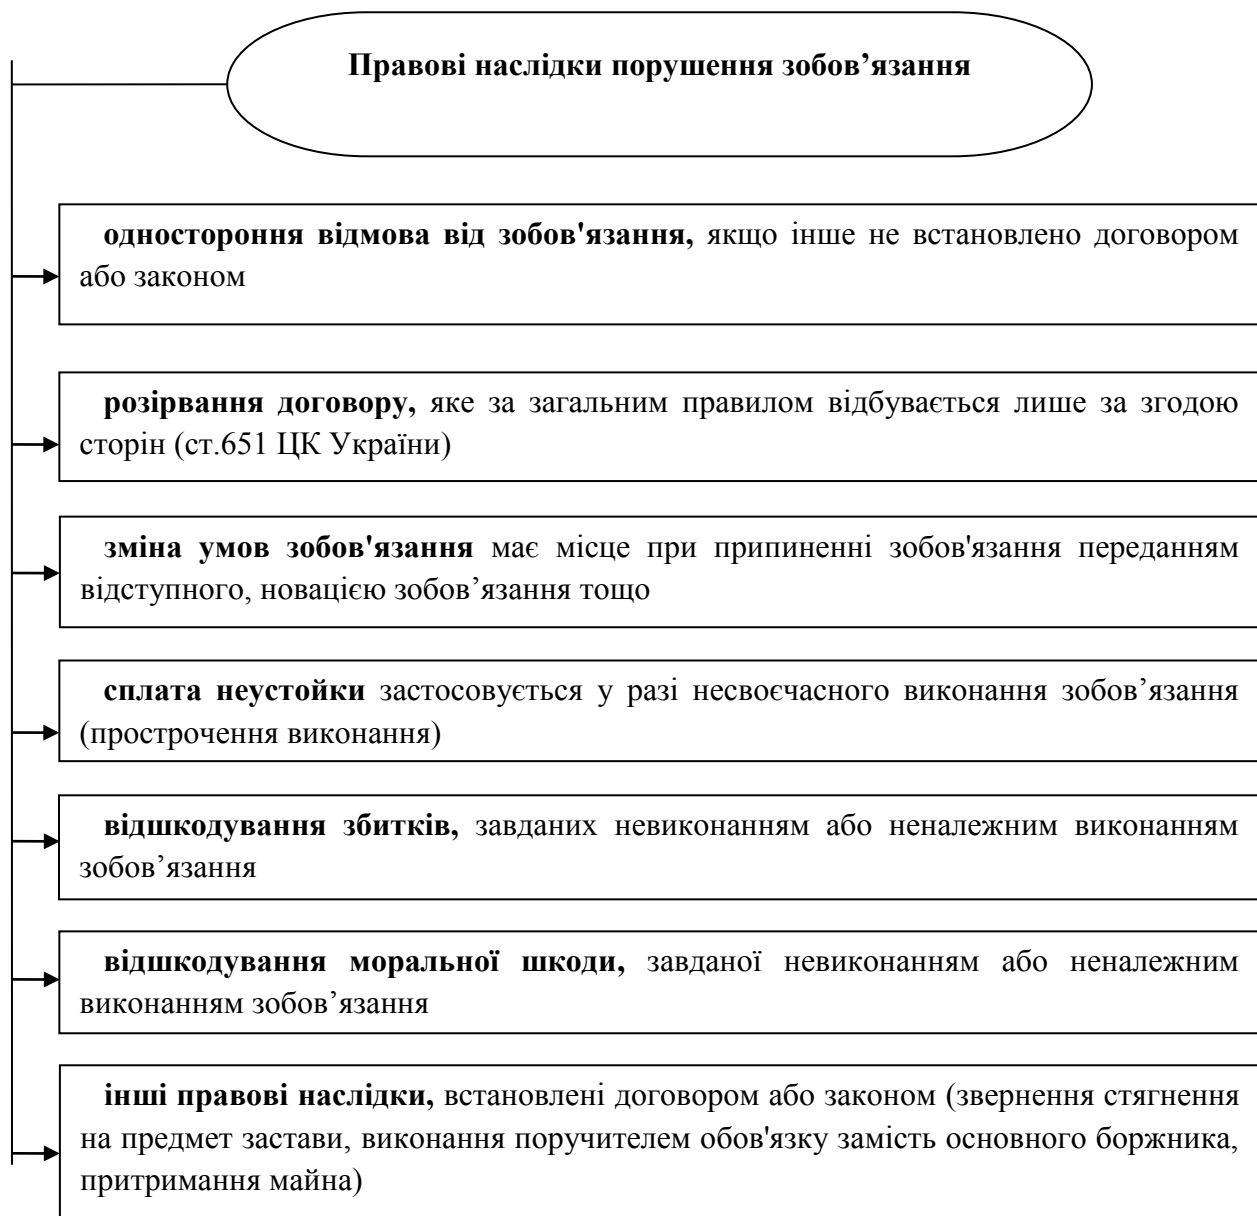 Правові наслідки порушення зобов’язання
одностороння відмова від зобов'язання, якщо інше не встановлено договором
або законом
розірвання договору, яке за загальним правилом відбувається лише за згодою
сторін (ст.651 ЦК України)
зміна умов зобов'язання має місце при припиненні зобов'язання переданням
відступного, новацією зобов’язання тощо
сплата неустойки застосовується у разі несвоєчасного виконання зобов’язання
(прострочення виконання)
відшкодування збитків, завданих невиконанням або неналежним виконанням
зобов’язання
відшкодування моральної шкоди, завданої невиконанням або неналежним
виконанням зобов’язання
інші правові наслідки, встановлені договором або законом (звернення стягнення
на предмет застави, виконання поручителем обов'язку замість основного боржника,
притримання майна)